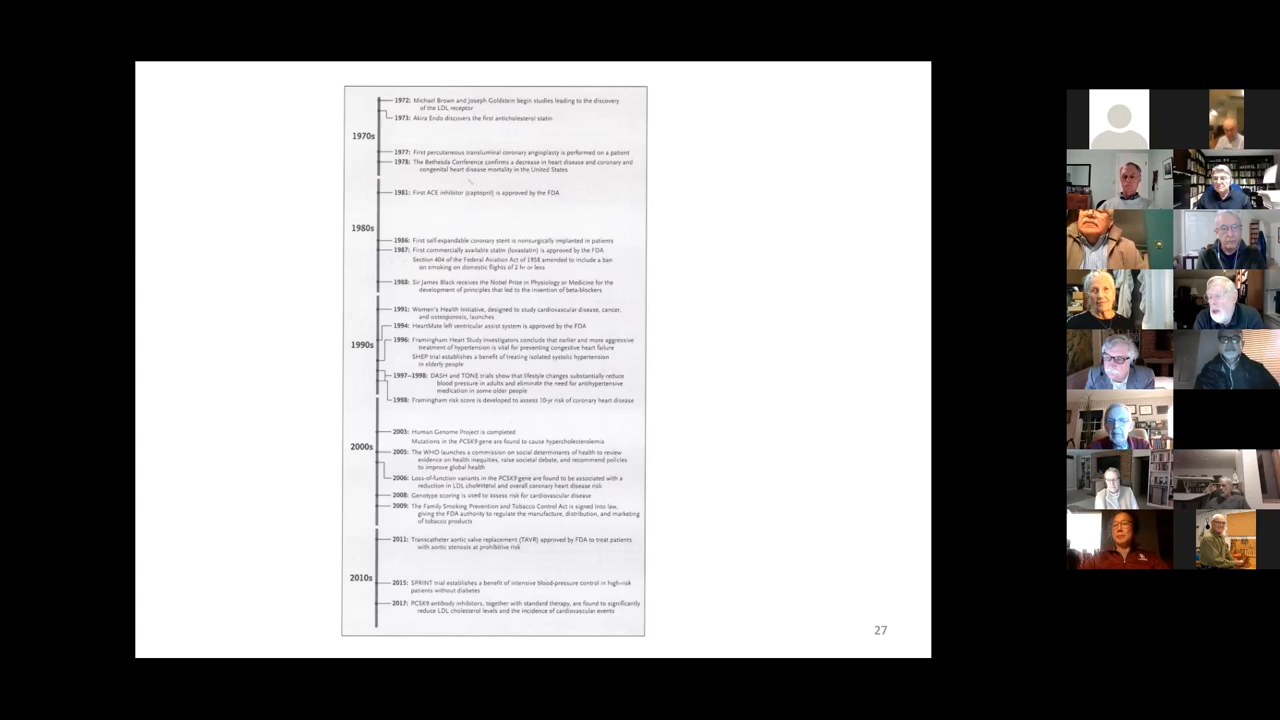 1972: Michael Brown and Joseph Goldstein begin studies leading to the discovery
of the LDL receptor
1973: Akira Endo discovers the first anticholesterol statin
1970s
1977: First percutaneous transluminal coronary angioplasty is performed on a patient
1978: The Bethesda Conference confirms a decrease in heart disease and coronary and
congenital heart disease mortality in the United States
1981: First ACE inhibitor (captopril) is approved by the FDA
1980s
1986: First self-expandable coronary stent is nonsurgically implanted in patients
1987: First commercially available statin (lovastatin) is approved by the FDA
Section 404 of the Federal Aviation Act of 1958 amended to include a ban
on smoking on domestic flights of 2 hr or less
1988: Sir James Black receives the Nobel Prize in Physiology or Medicine for the
development of principles that led to the invention of beta-blockers
1991: Women's Health Initiative, designed to study cardiovascular disease, cancer,
and osteoporosis, launches
1994: HeartMate left ventricular assist system is approved by the FDA
1990s
1996: Framingham Heart Study Investigators conclude that earlier and more aggressive
treatment of hypertension is vital for preventing congestive heart failure
SHEP trial establishes a benefit of treating isolated systolic hypertension
in elderly people
1997–1998: DASH and TONE trials show that lifestyle changes substantially reduce
blood pressure in adults and eliminate the need for antihypertensive
medication in some older people
1998: Framingham risk score is developed to assess 10-yr risk of coronary heart disease
2003: Human Genome Project is completed
Mutations in the PCSK9 gene are found to cause hypercholesterolemia
2000s
2005: The WHO launches a commission on social determinants of health to review
evidence on health inequities, raise societal debate, and recommend policies
to improve global health
2006: Loss-of-function variants in the PCSK9 gene are found to be associated with a
reduction in LDL cholesterol and overall coronary heart disease risk
2008: Genotype scoring is used to assess risk for cardiovascular disease
2009: The Family Smoking Prevention and Tobacco Control Act is signed into law,
giving the FDA authority to regulate the manufacture, distribution, and marketing
of tobacco products
2011: Transcatheter aortic valve replacement (TAVR) approved by FDA to treat patients
with aortic stenosis at prohibitive risk
2010s
2015: SPRINT trial establishes a benefit of intensive blood-pressure control in high-risk
patients without diabetes
2017: PCSK9 antibody inhibitors, together with standard therapy, are found to significantly
reduce LDL cholesterol levels and the incidence of cardiovascular events
27